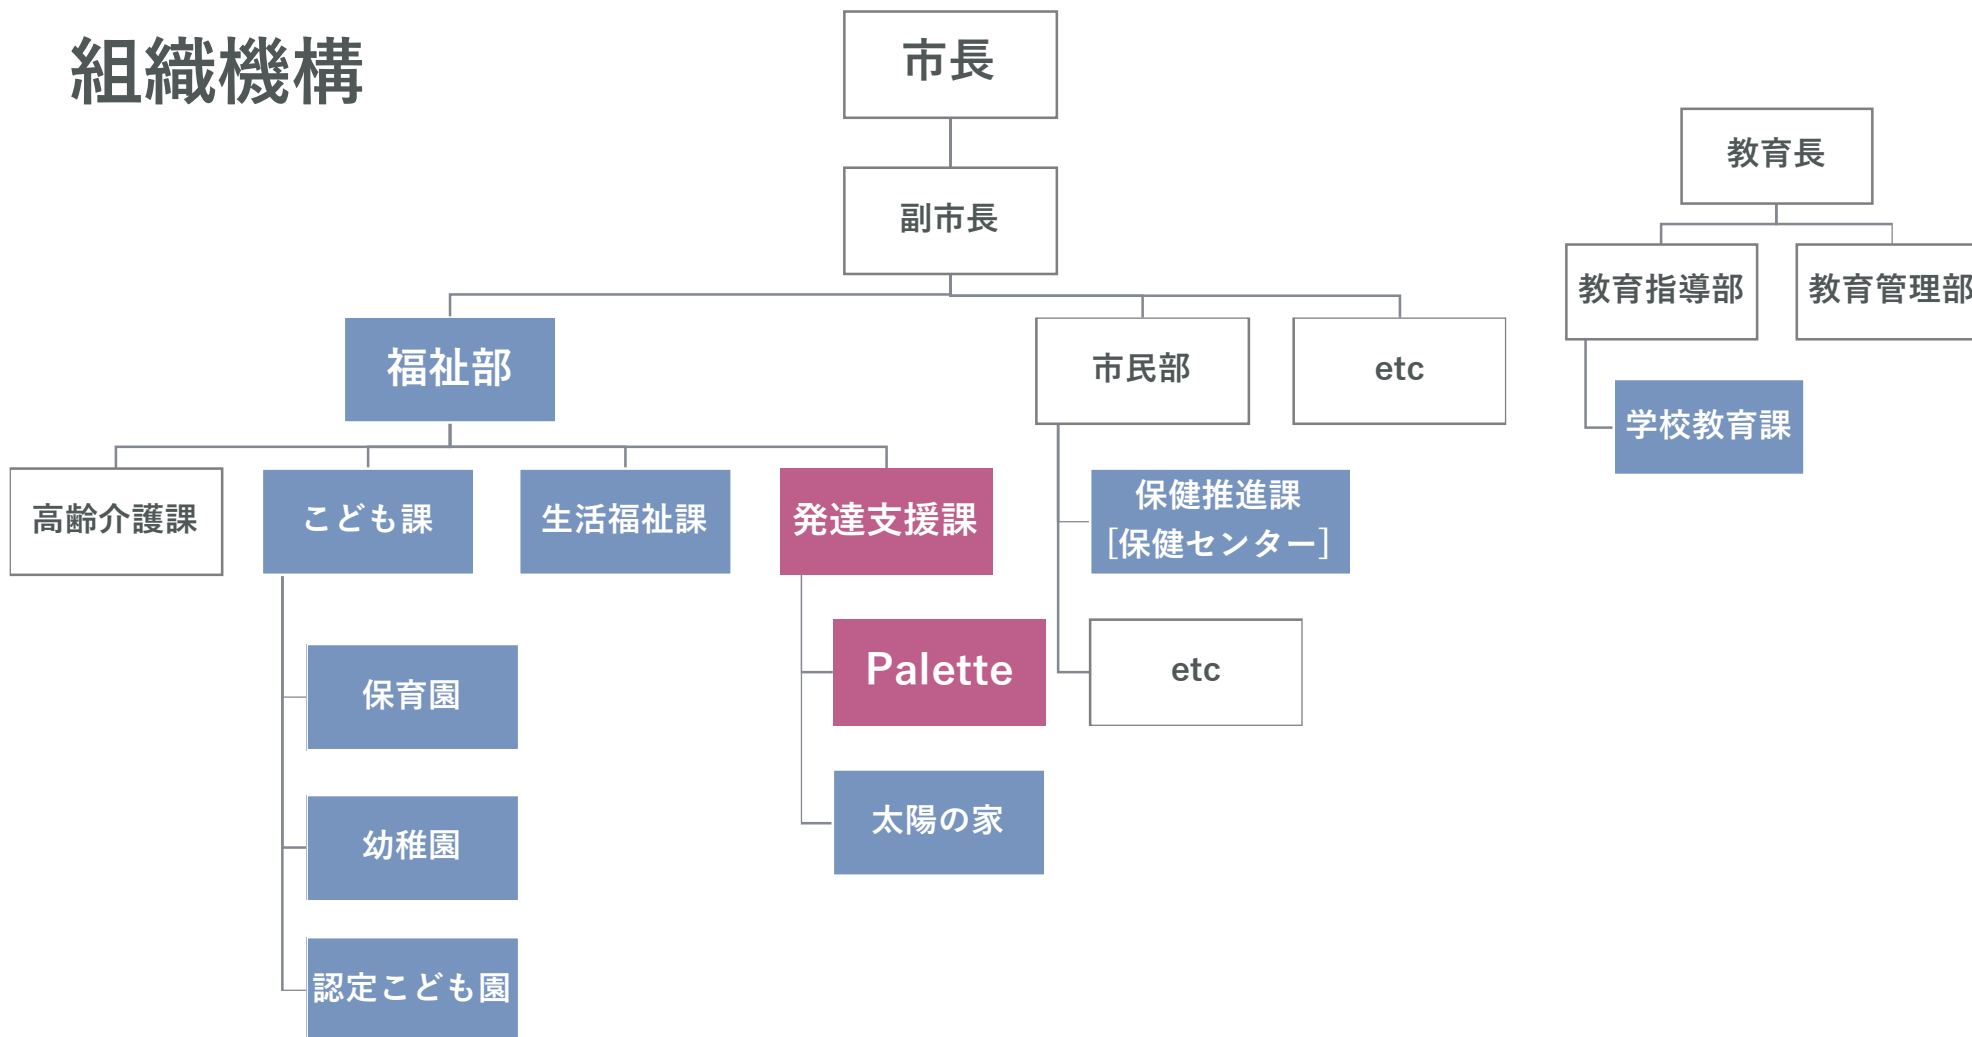 組織機構
市長
副市長
教育長
教育指導部
教育管理部
福祉部
市民部
etc
学校教育課
高齢介護課
こども課
生活福祉課
発達支援課
保健推進課
[保健センター]
保育園
Palette
etc
幼稚園
太陽の家
認定こども園